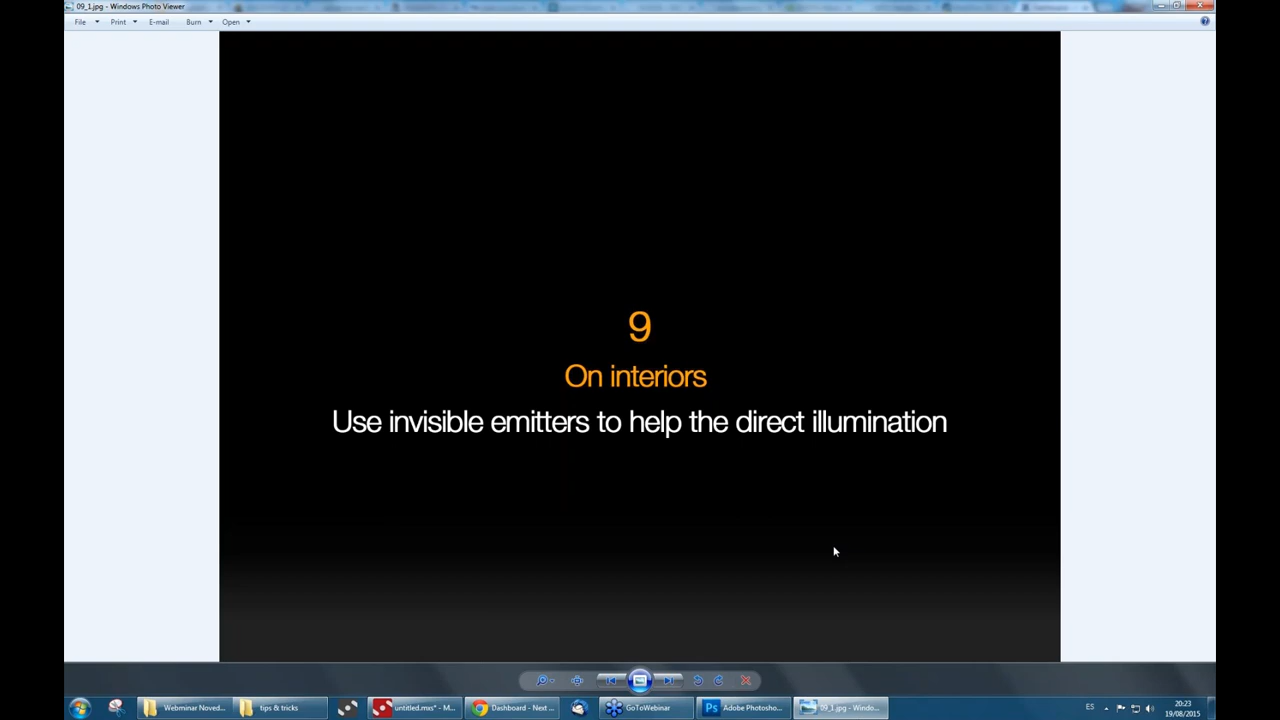 09_1.jpg - Windows Photo Viewer
File Print E-mail Burn Open
9
On interiors
Use invisible emitters to help the direct illumination
Webminar Noved... tips & tricks untitled.mxs* - M... Dashboard - Next ... GoToWebinar Adobe Photosho... 09_1.jpg - Windo... ES 20:23
19/08/2015